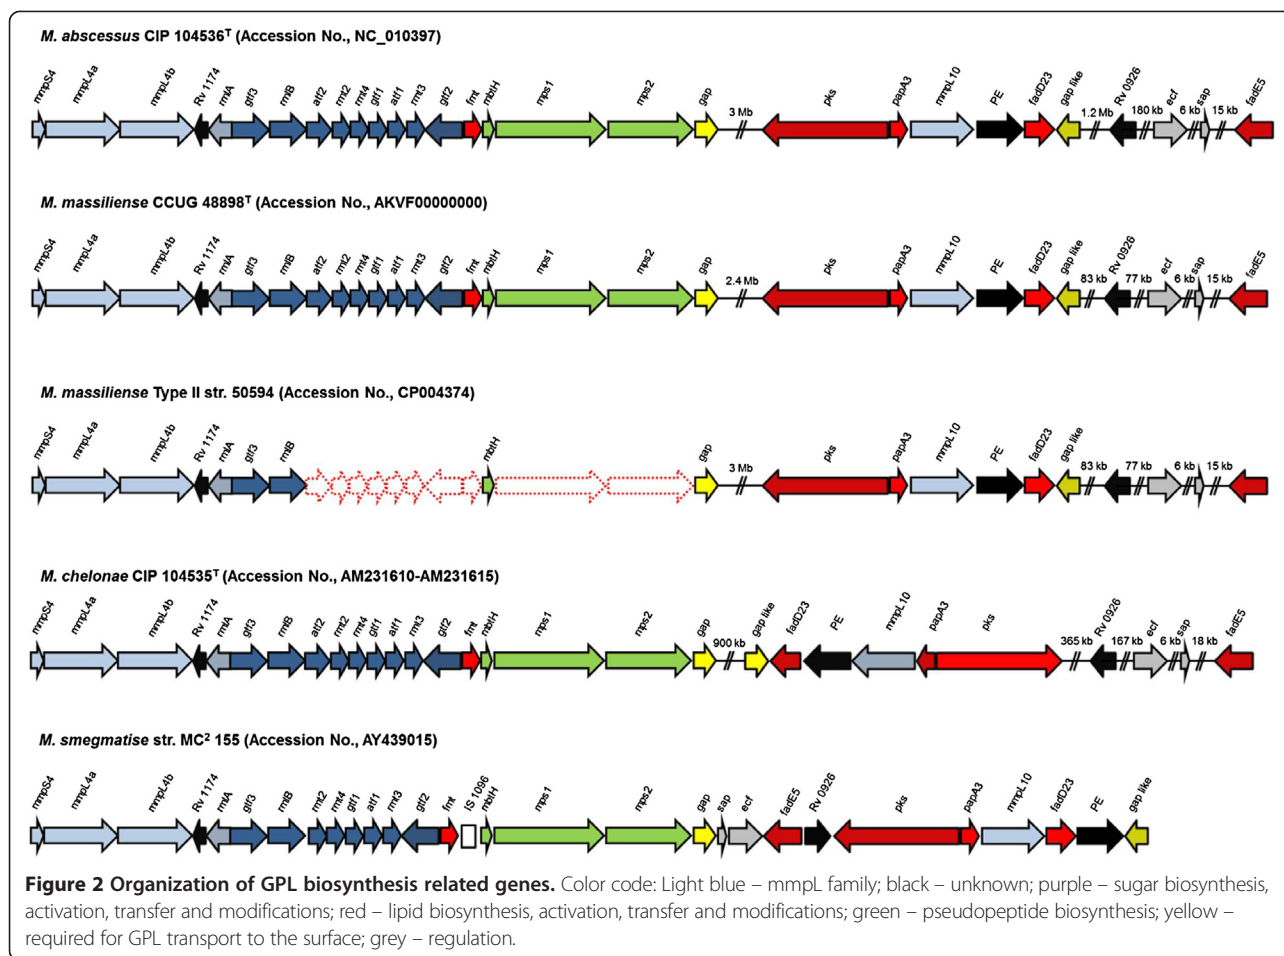 M. abscessus CIP 104536T (Accession No., NC_010397)
mmpS4 mmpL4a mmpL4b Rv 1174 rmlA gtf3 rmlB atf2 rmt2 rmt4 gtf1 atf1 rmt3 gtf2 fmt mbtH mps1 mps2 gap pks papA3 mmpL10 PE fadD23 gap like Rv 0926 ecf sap fadE5
3 Mb 1.2 Mb 180 kb 6 kb 15 kb
M. massiliense CCUG 48898T (Accession No., AKVF00000000)
mmpS4 mmpL4a mmpL4b Rv 1174 rmlA gtf3 rmlB atf2 rmt2 rmt4 gtf1 atf1 rmt3 gtf2 fmt mbtH mps1 mps2 gap pks papA3 mmpL10 PE fadD23 gap like Rv 0926 ecf sap fadE5
2.4 Mb 83 kb 77 kb 6 kb 15 kb
M. massiliense Type II str. 50594 (Accession No., CP004374)
mmpS4 mmpL4a mmpL4b Rv 1174 rmlA gtf3 rmlB mbtH gap pks papA3 mmpL10 PE fadD23 gap like Rv 0926 ecf sap fadE5
3 Mb 83 kb 77 kb 6 kb 15 kb
M. chelonae CIP 104535T (Accession No., AM231610-AM231615)
mmpS4 mmpL4a mmpL4b Rv 1174 rmlA gtf3 rmlB atf2 rmt2 rmt4 gtf1 atf1 rmt3 gtf2 fmt mbtH mps1 mps2 gap gap like fadD23 PE mmpL10 papA3 pks Rv 0926 ecf sap fadE5
900 kb 365 kb 167 kb 6 kb 18 kb
M. smegmatise str. MC2 155 (Accession No., AY439015)
mmpS4 mmpL4a mmpL4b Rv 1174 rmlA gtf3 rmlB rmt2 rmt4 gtf1 atf1 rmt3 gtf2 fmt IS 1096 mbtH mps1 mps2 gap sap ecf fadE5 Rv 0926 pks papA3 mmpL10 fadD23 PE gap like
Figure 2 Organization of GPL biosynthesis related genes. Color code: Light blue – mmpL family; black – unknown; purple – sugar biosynthesis,
activation, transfer and modifications; red – lipid biosynthesis, activation, transfer and modifications; green – pseudopeptide biosynthesis; yellow –
required for GPL transport to the surface; grey – regulation.